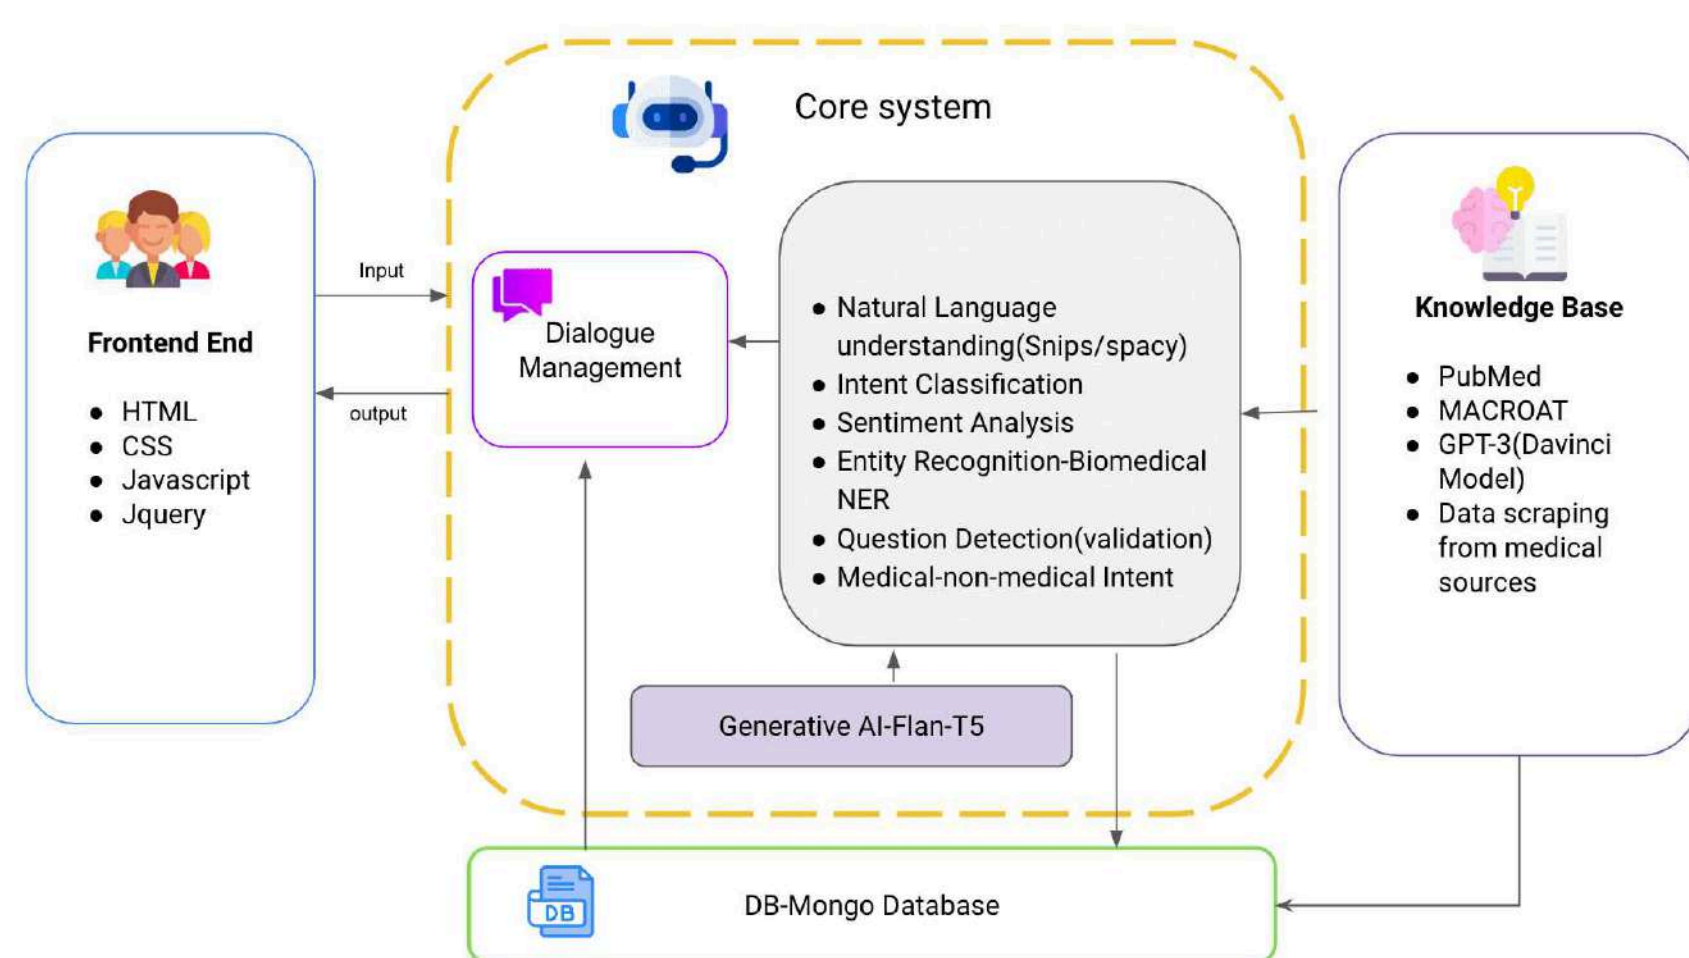 Core system
Input
output
Frontend End
● HTML
● CSS
● Javascript
● Jquery
Dialogue
Management
● Natural Language
understanding(Snips/spacy)
● Intent Classification
● Sentiment Analysis
● Entity Recognition-Biomedical
NER
● Question Detection(validation)
● Medical-non-medical Intent
Generative AI-Flan-T5
Knowledge Base
● PubMed
● MACROAT
● GPT-3(Davinci
Model)
● Data scraping
from medical
sources
DB
DB-Mongo Database